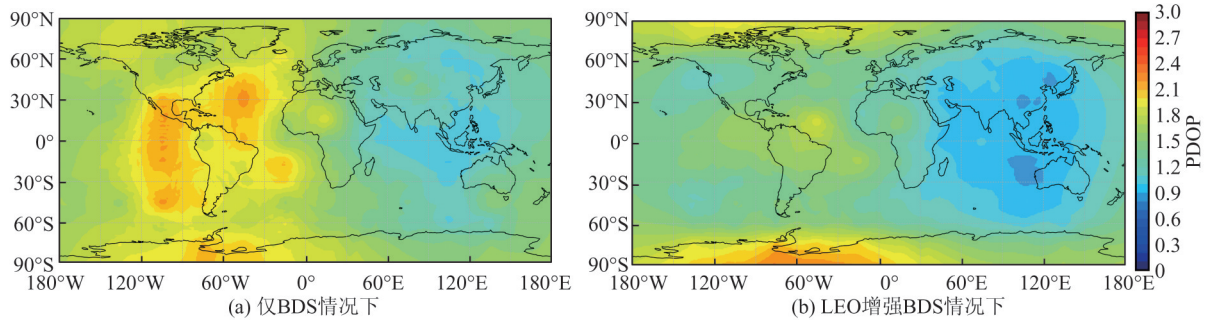 90°N
60°N
30°N
0°
30°S
60°S
90°S
180°W 120°W 60°W 0° 60°E 120°E 180°E
(a) 仅BDS情况下
90°N
60°N
30°N
0°
30°S
60°S
90°S
180°W 120°W 60°W 0° 60°E 120°E 180°E
(b) LEO增强BDS情况下
3.0
2.7
2.4
2.1
1.8
1.5
1.2
0.9
0.6
0.3
0
PDOP